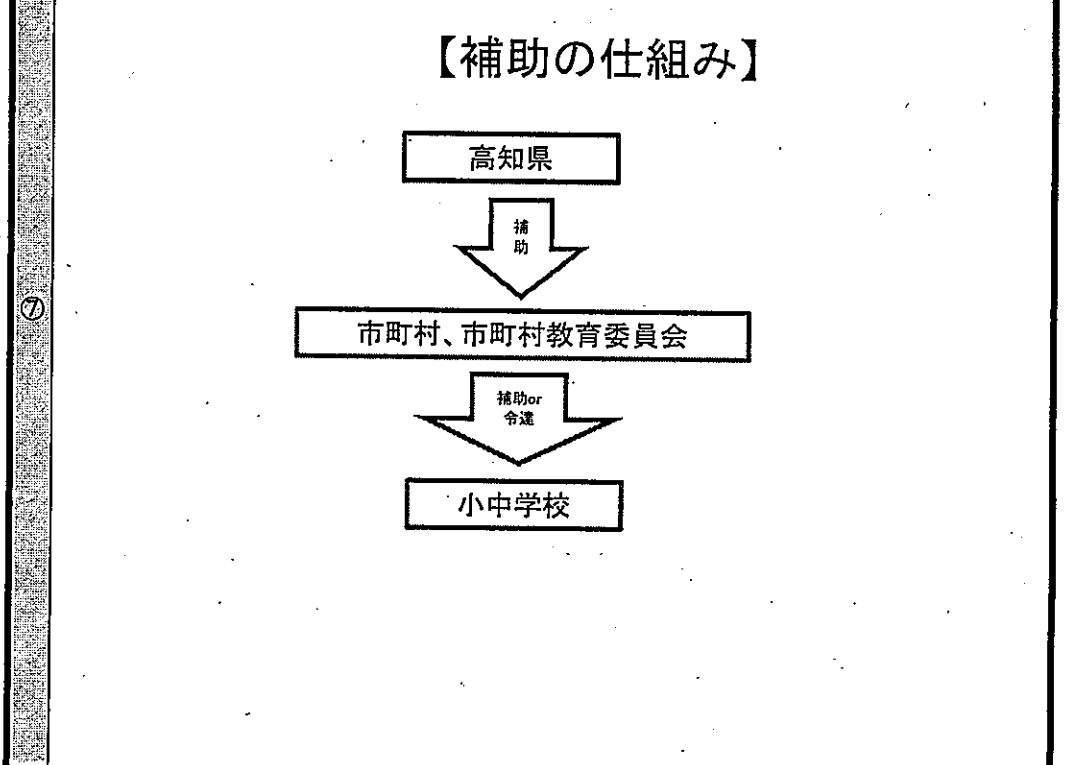 【補助の仕組み】
高知県
補
助
⑦
市町村、市町村教育委員会
補助or
令達
小中学校